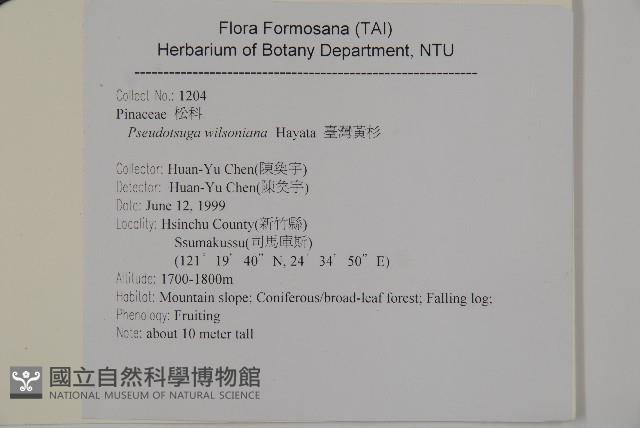 Flora Formosana (TAI)
Herbarium of Botany Department, NTU
Collect No.: 1204
Pinaceae 松科
Pseudotsuga wilsoniana Hayata 臺灣黃杉
Collector: Huan-Yu Chen(陳奐宇)
Detector: Huan-Yu Chen(陳奐宇)
Date: June 12, 1999
Locality: Hsinchu County(新竹縣)
Ssumakussu(司馬庫斯)
(121° 19' 40" N, 24° 34' 50" E)
Altitude: 1700-1800m
Habitat: Mountain slope; Coniferous/broad-leaf forest; Falling log;
Phenology: Fruiting
Note: about 10 meter tall
國立自然科學博物館
NATIONAL MUSEUM OF NATURAL SCIENCE